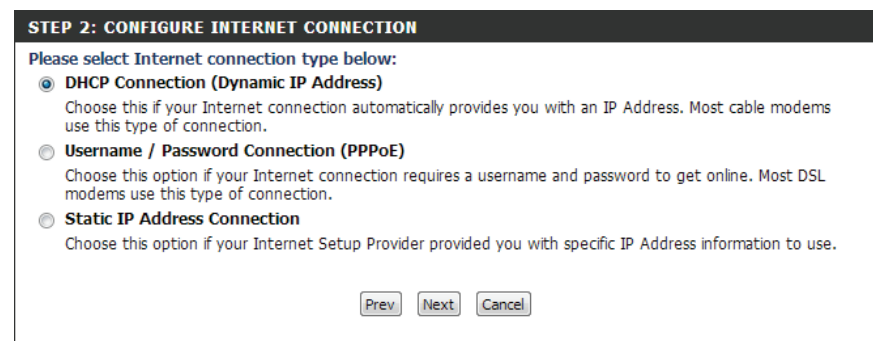 STEP 2: CONFIGURE INTERNET CONNECTION
Please select Internet connection type below:
DHCP Connection (Dynamic IP Address)
Choose this if your Internet connection automatically provides you with an IP Address. Most cable modems
use this type of connection.
Username / Password Connection (PPPoE)
Choose this option if your Internet connection requires a username and password to get online. Most DSL
modems use this type of connection.
Static IP Address Connection
Choose this option if your Internet Setup Provider provided you with specific IP Address information to use.
Prev Next Cancel